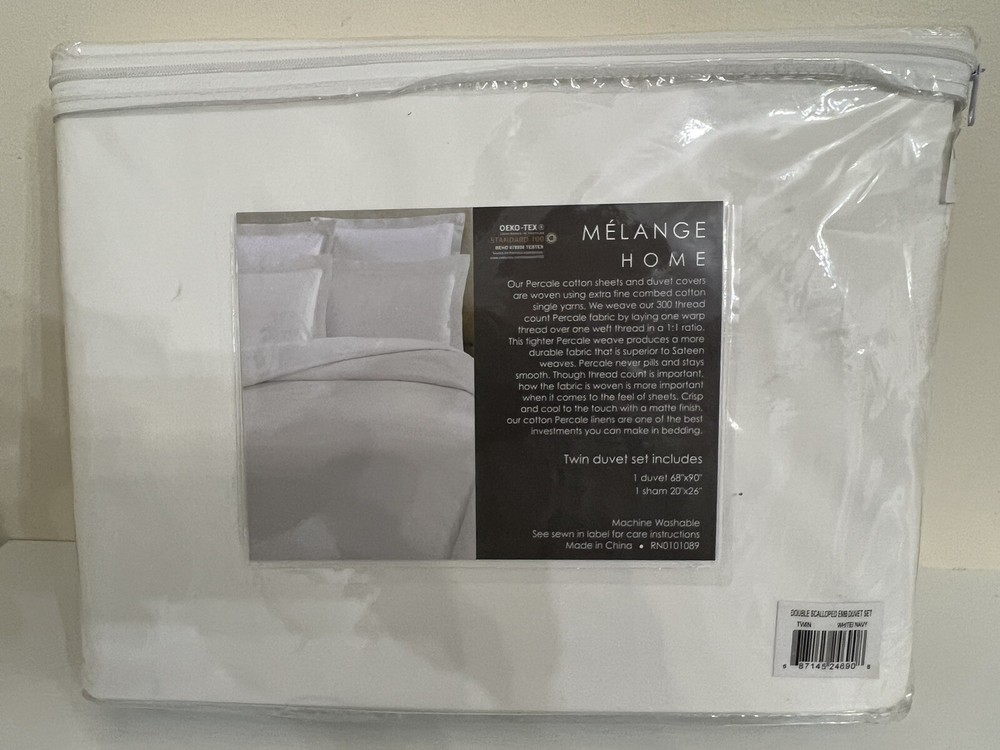 OEKO-TEX®
STANDARD 100
MÉLANGE
HOME
Our Percale cotton sheets and duvet covers
are woven using extra fine combed cotton
single yarns. We weave our 300 thread
count Percale fabric by laying one warp
thread over one weft thread in a 1:1 ratio.
This tighter Percale weave produces a more
durable fabric that is superior to Sateen
weaves. Percale never pills and stays
smooth. Though thread count is important,
how the fabric is woven is more important
when it comes to the feel of sheets. Crisp
and cool to the touch with a matte finish,
our cotton Percale linens are one of the best
investments you can make in bedding.
Twin duvet set includes
1 duvet 68"x90"
1 sham 20"x26"
Machine Washable
See sewn in label for care instructions
Made in China • RN0101089
DOUBLE SCALLOPED EMB DUVET SET
TWIN WHITE/NAVY
6 87145 24690 8